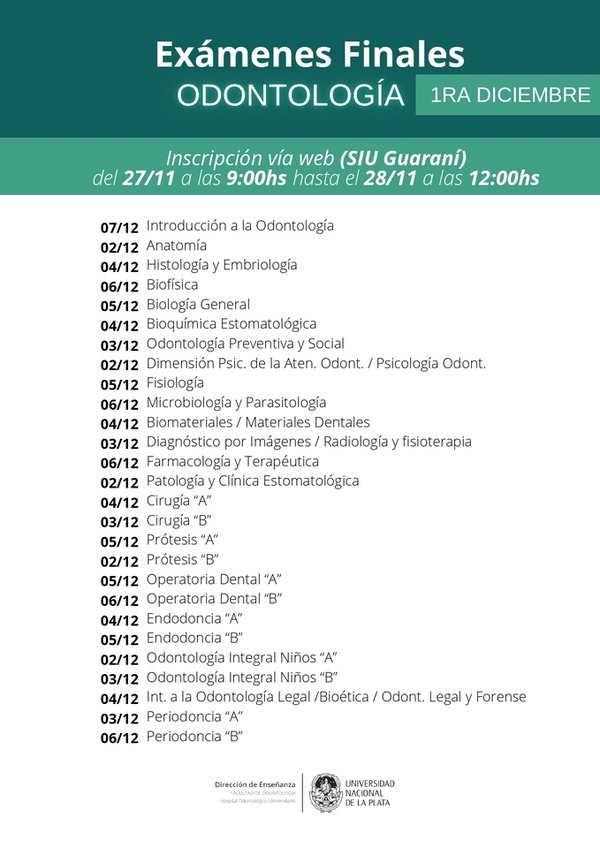 Exámenes Finales
ODONTOLOGÍA
1RA DICIEMBRE
Inscripción vía web (SIU Guaraní)
del 27/11 a las 9:00hs hasta el 28/11 a las 12:00hs
07/12 Introducción a la Odontología
02/12 Anatomía
04/12 Histología y Embriología
06/12 Biofísica
05/12 Biología General
04/12 Bioquímica Estomatológica
03/12 Odontología Preventiva y Social
02/12 Dimensión Psic. de la Aten. Odont. / Psicología Odont.
05/12 Fisiología
06/12 Microbiología y Parasitología
04/12 Biomateriales / Materiales Dentales
03/12 Diagnóstico por Imágenes / Radiología y fisioterapia
06/12 Farmacología y Terapéutica
02/12 Patología y Clínica Estomatológica
04/12 Cirugía “A”
03/12 Cirugía “B”
05/12 Prótesis “A”
02/12 Prótesis “B”
05/12 Operatoria Dental “A”
06/12 Operatoria Dental “B”
04/12 Endodoncia “A”
05/12 Endodoncia “B”
02/12 Odontología Integral Niños “A”
03/12 Odontología Integral Niños “B”
04/12 Int. a la Odontología Legal /Bioética / Odont. Legal y Forense
03/12 Periodoncia “A”
06/12 Periodoncia “B”
Dirección de Enseñanza
FACULTAD DE ODONTOLOGÍA
Hospital Odontológico Universitario
UNIVERSIDAD
NACIONAL
DE LA PLATA